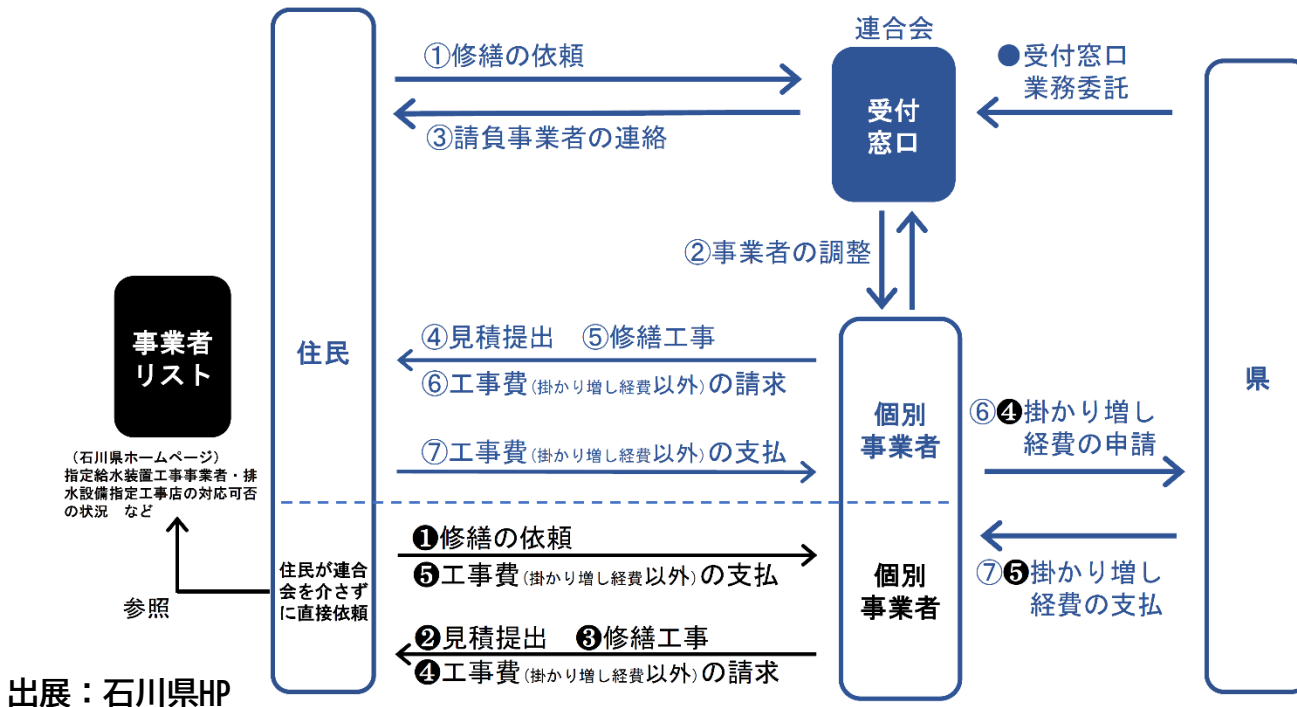 連合会
①修繕の依頼
●受付窓口
業務委託
受付
窓口
③請負事業者の連絡
②事業者の調整
事業者
リスト
(石川県ホームページ)
指定給水装置工事事業者・排
水設備指定工事店の対応可否
の状況 など
参照
住民
④見積提出 ⑤修繕工事
⑥工事費(掛かり増し経費以外)の請求
⑦工事費(掛かり増し経費以外)の支払
個別
事業者
県
⑥❹掛かり増し
経費の申請
⑦❺掛かり増し
経費の支払
住民が連合
会を介さず
に直接依頼
❶修繕の依頼
❺工事費(掛かり増し経費以外)の支払
❷見積提出 ❸修繕工事
❹工事費(掛かり増し経費以外)の請求
個別
事業者
出展:石川県HP